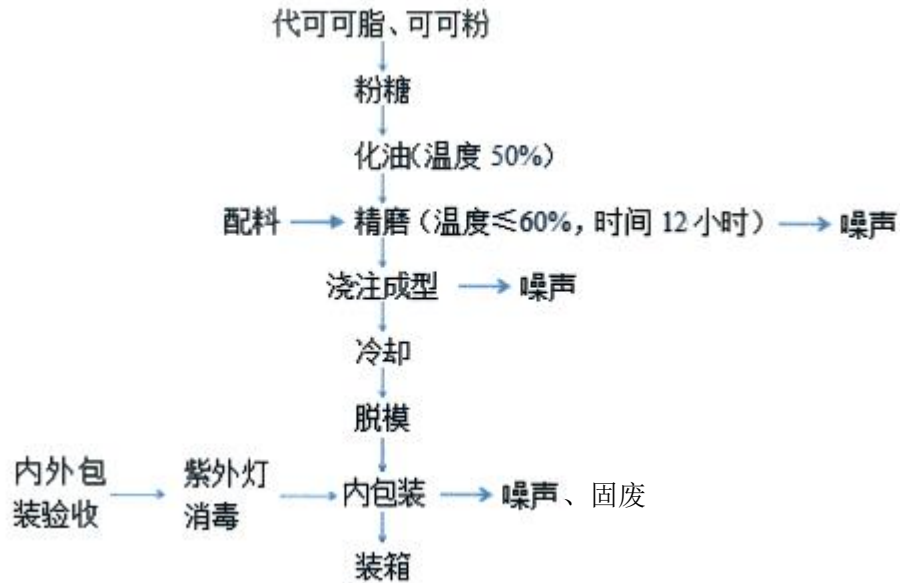 代可可脂、可可粉
粉糖
化油(温度 50%)
配料 精磨（温度≤60%，时间 12 小时） 噪声
浇注成型 噪声
冷却
脱模
内外包
装验收
紫外灯
消毒
内包装 噪声、固废
装箱